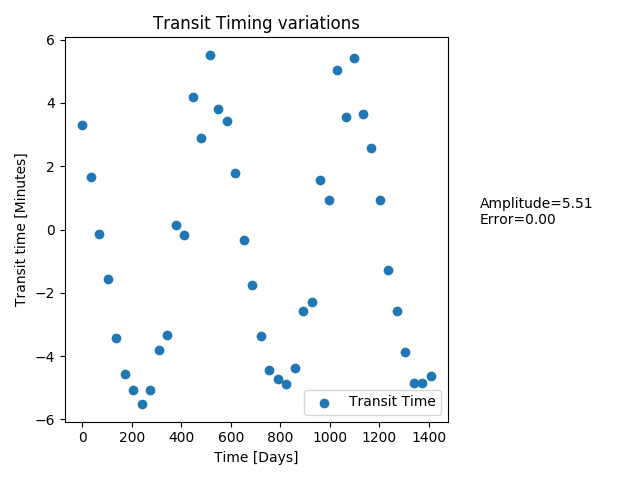 Transit Timing variations
6
4
2
0
−2
−4
−6
Transit time [Minutes]
Amplitude=5.51
Error=0.00
Transit Time
0 200 400 600 800 1000 1200 1400
Time [Days]